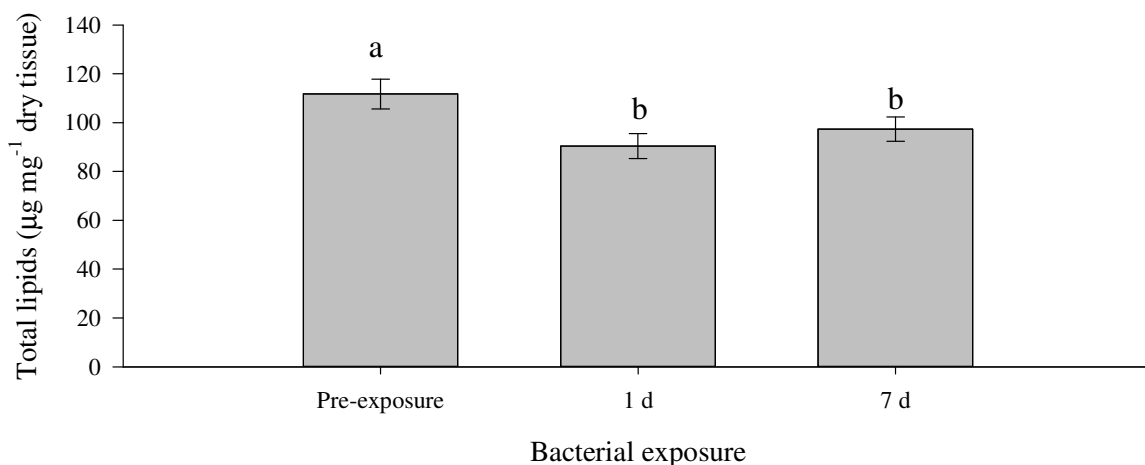 Total lipids (µg mg⁻¹ dry tissue)
140
120
100
80
60
40
20
0
a
b
b
Pre-exposure 1 d 7 d
Bacterial exposure